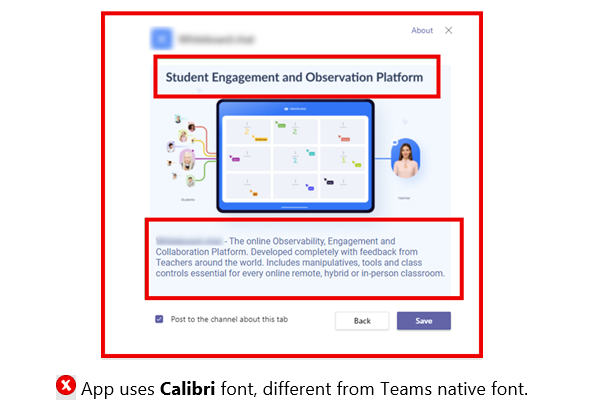 About
Student Engagement and Observation Platform
Students
- The online Observability, Engagement and
Collaboration Platform. Developed completely with feedback from
Teachers around the world. Includes manipulatives, tools and class
controls essential for every online remote, hybrid or in-person classroom.
Post to the channel about this tab
Back
Save
App uses Calibri font, different from Teams native font.